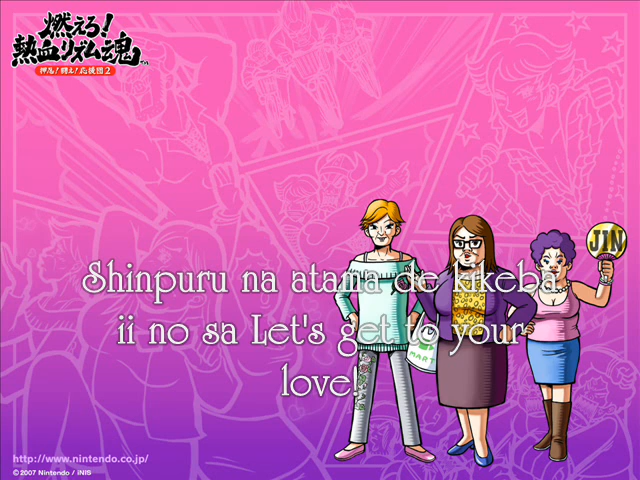 燃えろ!
熱血リズム魂
押忍!闘え!応援団2
JIN
Shinpuru na atama de kikeba
ii no sa Let's get to your
love!
MART
http://www.nintendo.co.jp/
©2007 Nintendo / iNIS